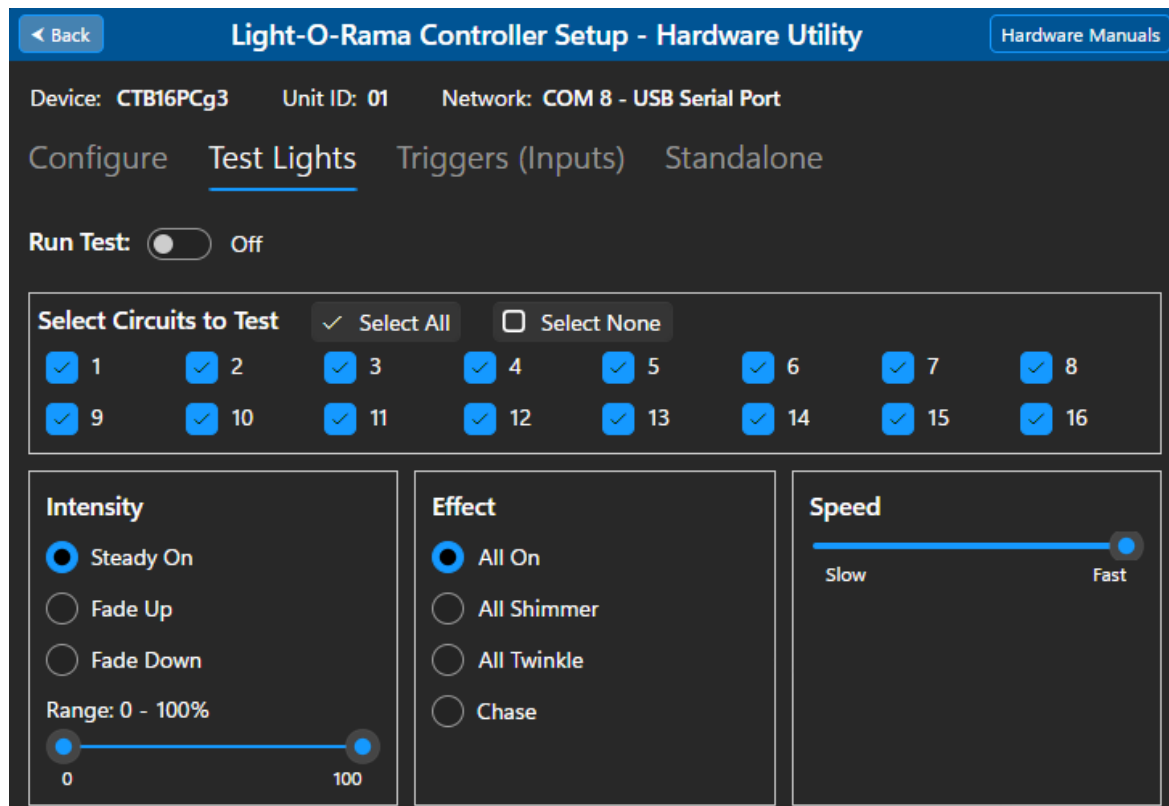 Back
Light-O-Rama Controller Setup - Hardware Utility
Hardware Manuals
Device: CTB16PCg3 Unit ID: 01 Network: COM 8 - USB Serial Port
Configure Test Lights Triggers (Inputs) Standalone
Run Test: Off
Select Circuits to Test Select All Select None
1 2 3 4 5 6 7 8
9 10 11 12 13 14 15 16
Intensity
Steady On
Fade Up
Fade Down
Range: 0 - 100%
0 100
Effect
All On
All Shimmer
All Twinkle
Chase
Speed
Slow Fast